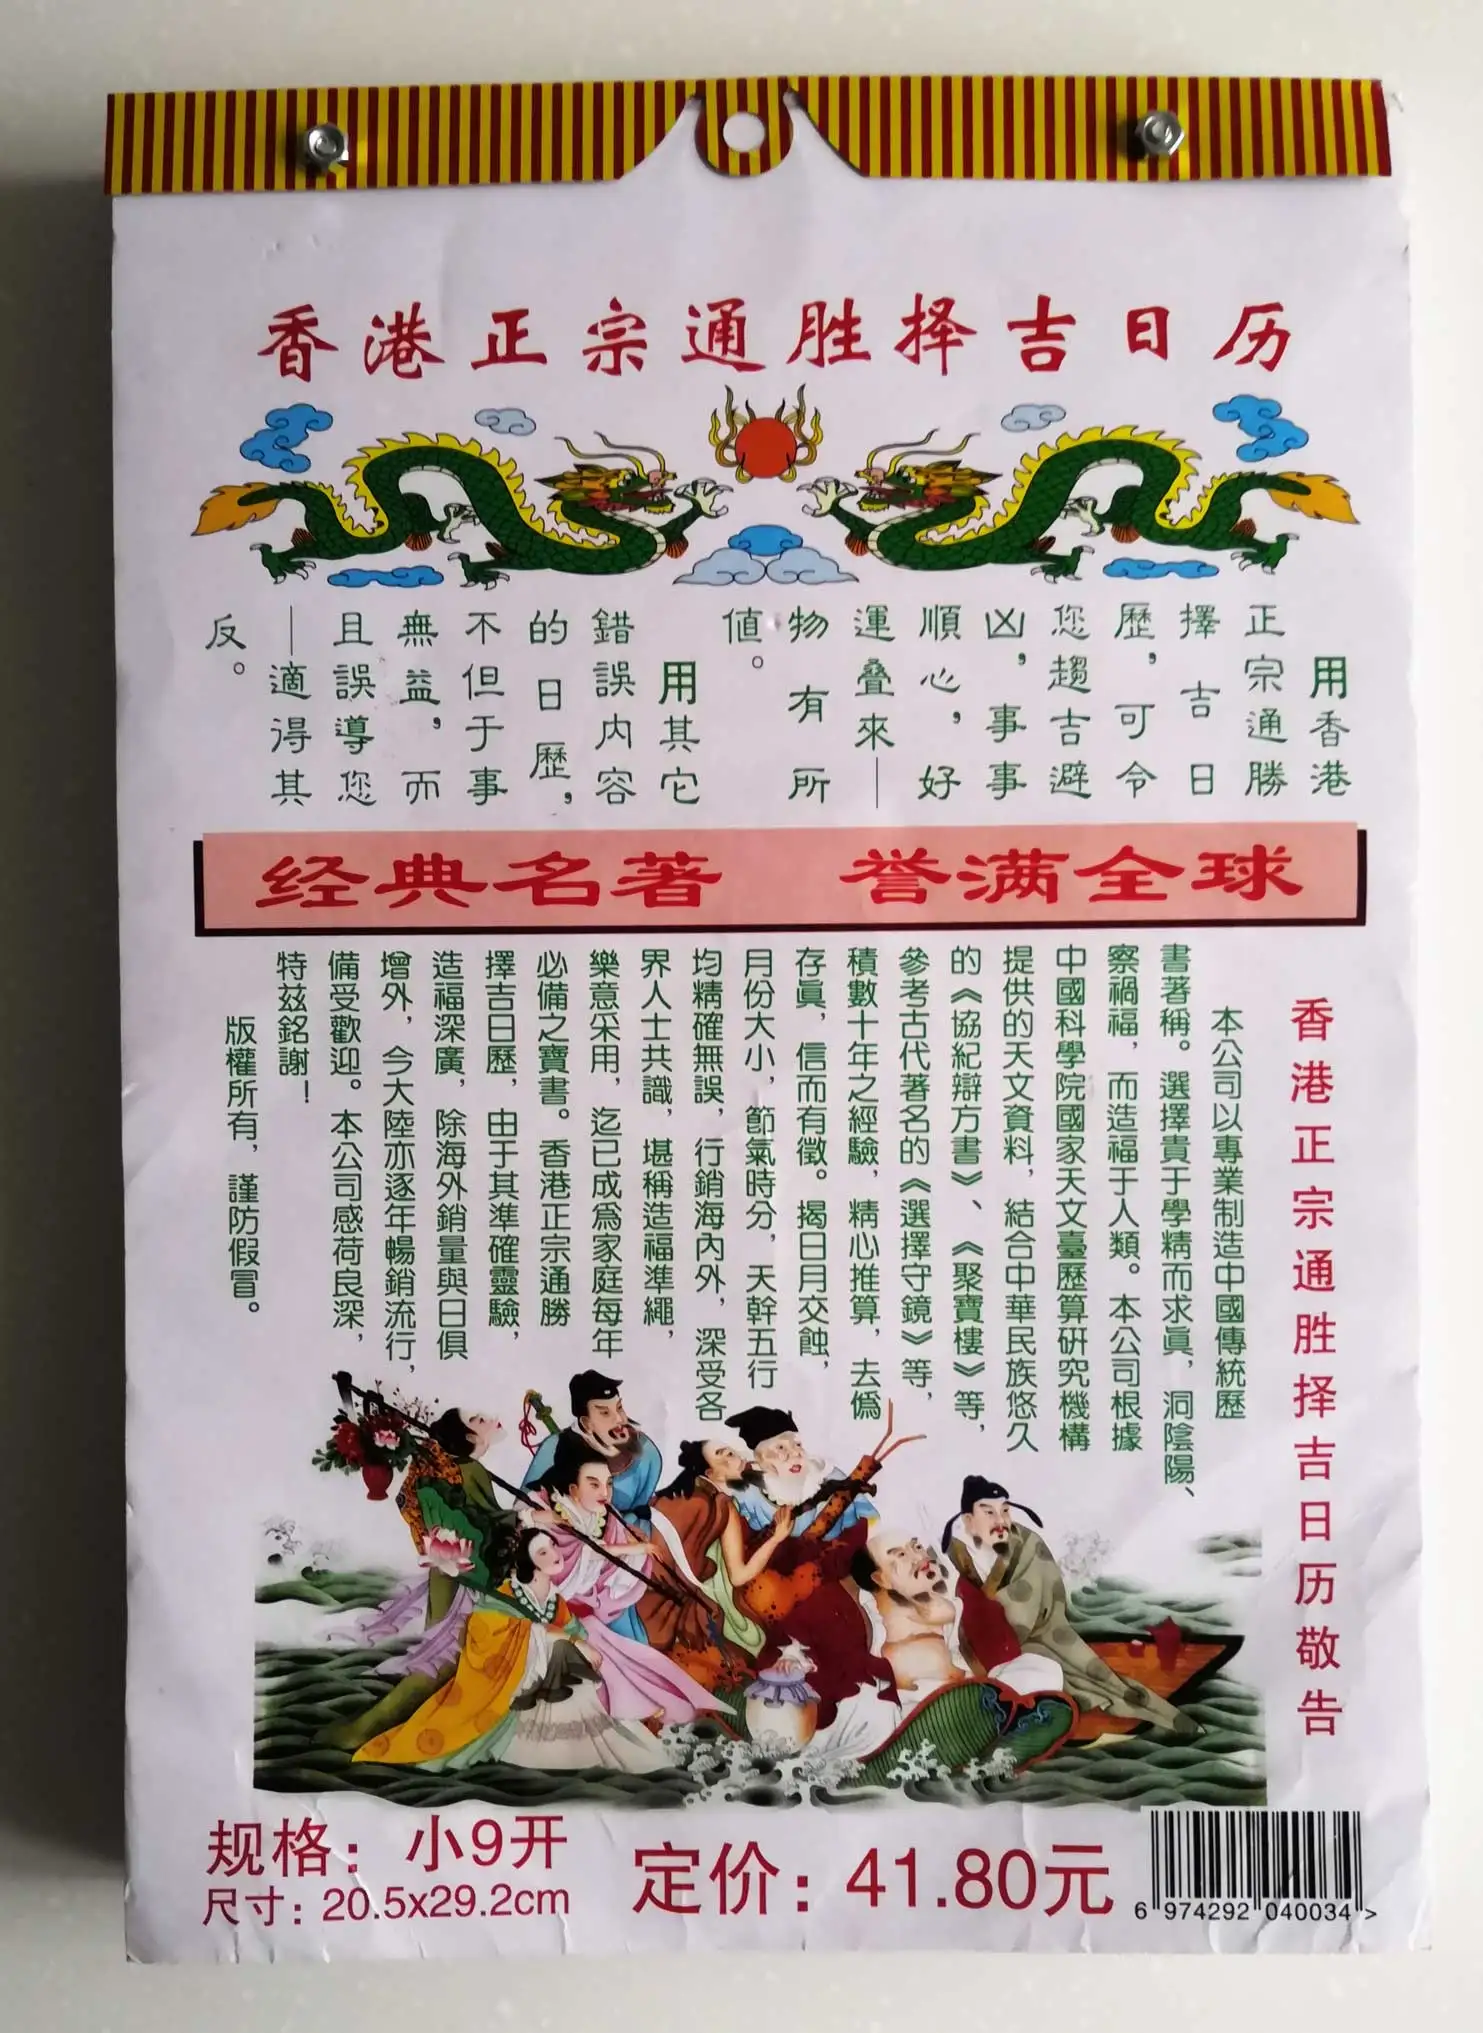 香港正宗通胜择吉日历
用香港
正宗通勝
擇吉日
歷，可令
您趨吉避
凶，事事
順心，好
運叠來—
物有所
值。
用其它
錯誤内容
的日歷，
不但于事
無益，而
且誤導您
—適得其
反。
经典名著 誉满全球
香港正宗通胜择吉日历敬告
本公司以專業制造中國傳統歷
書著稱。選擇貴于學精而求眞，洞陰陽、
察禍福，而造福于人類。本公司根據
中國科學院國家天文臺歷算研究機構
提供的天文資料，結合中華民族悠久
的《協紀辯方書》、《聚寶樓》等，
參考古代著名的《選擇守鏡》等，
積數十年之經驗，精心推算，去僞
存眞，信而有徵。揭日月交蝕，
月份大小，節氣時分，天幹五行
均精確無誤，行銷海內外，深受各
界人士共識，堪稱造福準繩，
樂意采用，迄已成爲家庭每年
必備之寶書。香港正宗通勝
擇吉日歷，由于其準確靈驗，
造福深廣，除海外銷量與日俱
增外，今大陸亦逐年暢銷流行，
備受歡迎。本公司感荷良深，
特兹銘謝！
版權所有，謹防假冒。
规格：小9开
尺寸：20.5x29.2cm
定价：41.80元
6 974292 040034 >